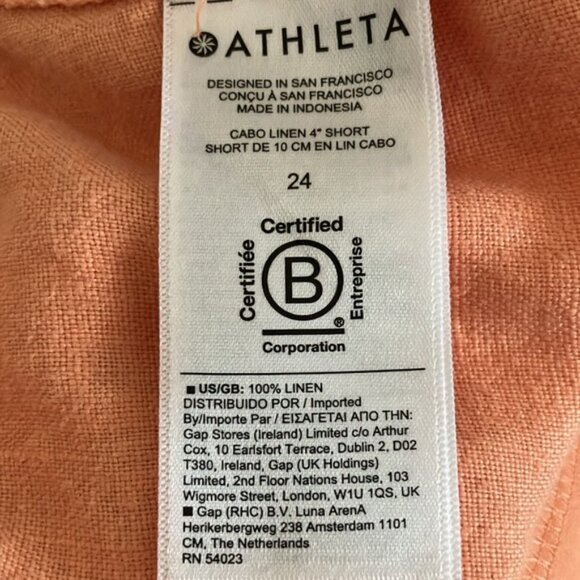 ATHLETA
DESIGNED IN SAN FRANCISCO
CONÇU À SAN FRANCISCO
MADE IN INDONESIA
CABO LINEN 4" SHORT
SHORT DE 10 CM EN LIN CABO
24
Certified
Certifiée
B
Entreprise
®
Corporation
■ US/GB: 100% LINEN
DISTRIBUIDO POR / Imported
By/Importe Par / ΕΙΣΑΓΕΤΑΙ ΑΠΟ ΤΗΝ:
Gap Stores (Ireland) Limited c/o Arthur
Cox, 10 Earlsfort Terrace, Dublin 2, D02
T380, Ireland, Gap (UK Holdings)
Limited, 2nd Floor Nations House, 103
Wigmore Street, London, W1U 1QS, UK
■ Gap (RHC) B.V. Luna ArenA
Herikerbergweg 238 Amsterdam 1101
CM, The Netherlands
RN 54023